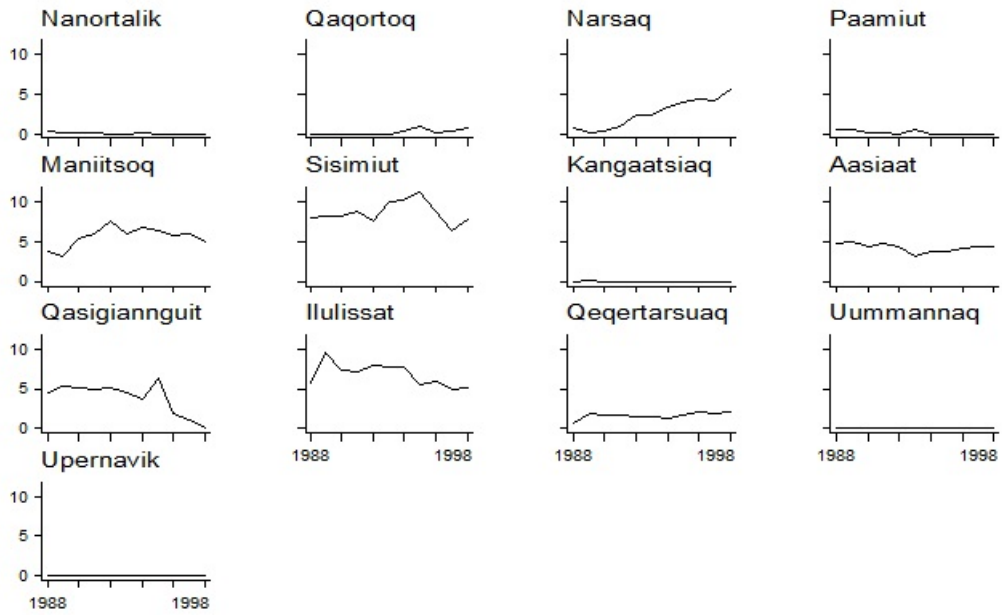 Nanortalik Qaqortoq Narsaq Paamiut
10
5
0
Maniitsoq Sisimiut Kangaatsiaq Aasiaat
10
5
0
Qasigiannguit Ilulissat Qeqertarsuaq Uummannaq
10
5
0
1988 1998 1988 1998 1988 1998
Upernavik
10
5
0
1988 1998